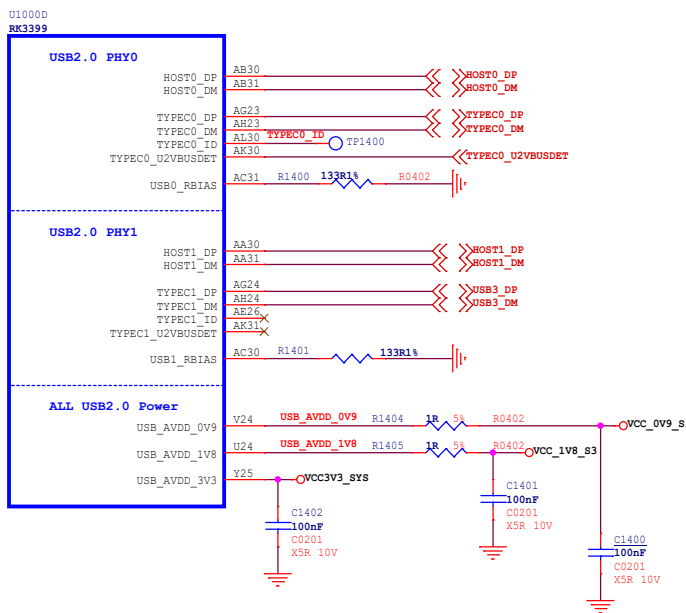 U1000D
RK3399
USB2.0 PHY0
HOST0_DP AB30 HOST0_DP
HOST0_DM AB31 HOST0_DM
TYPEC0_DP AG23 TYPEC0_DP
TYPEC0_DM AH23 TYPEC0_DM
TYPEC0_ID AL30 TYPEC0_ID TP1400
TYPEC0_U2VBUSDET AK30 TYPEC0_U2VBUSDET
USB0_RBIAS AC31 R1400 133R1% R0402
USB2.0 PHY1
HOST1_DP AA30 HOST1_DP
HOST1_DM AA31 HOST1_DM
TYPEC1_DP AG24 USB3_DP
TYPEC1_DM AH24 USB3_DM
TYPEC1_ID AE26
TYPEC1_U2VBUSDET AK31
USB1_RBIAS AC30 R1401 133R1%
ALL USB2.0 Power
USB_AVDD_0V9 V24 USB_AVDD_0V9 R1404 1R 5% R0402 VCC_0V9_S
USB_AVDD_1V8 U24 USB_AVDD_1V8 R1405 1R 5% R0402 VCC_1V8_S3
USB_AVDD_3V3 Y25 VCC3V3_SYS
C1401
100nF
C0201
X5R 10V
C1402
100nF
C0201
X5R 10V
C1400
100nF
C0201
X5R 10V